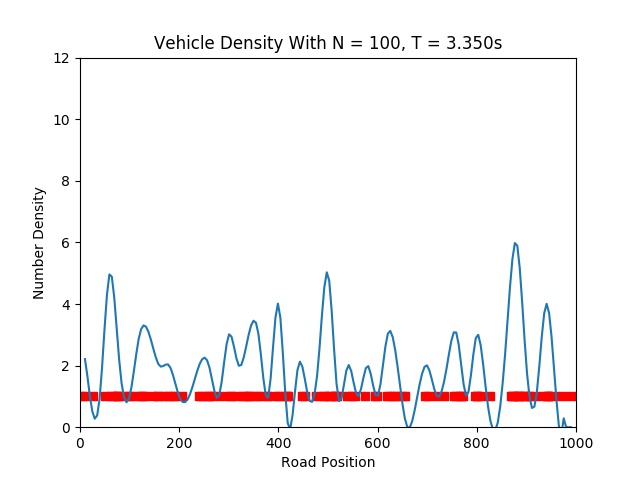 Vehicle Density With N = 100, T = 3.350s
12
10
8
6
4
2
0
Number Density
0 200 400 600 800 1000
Road Position